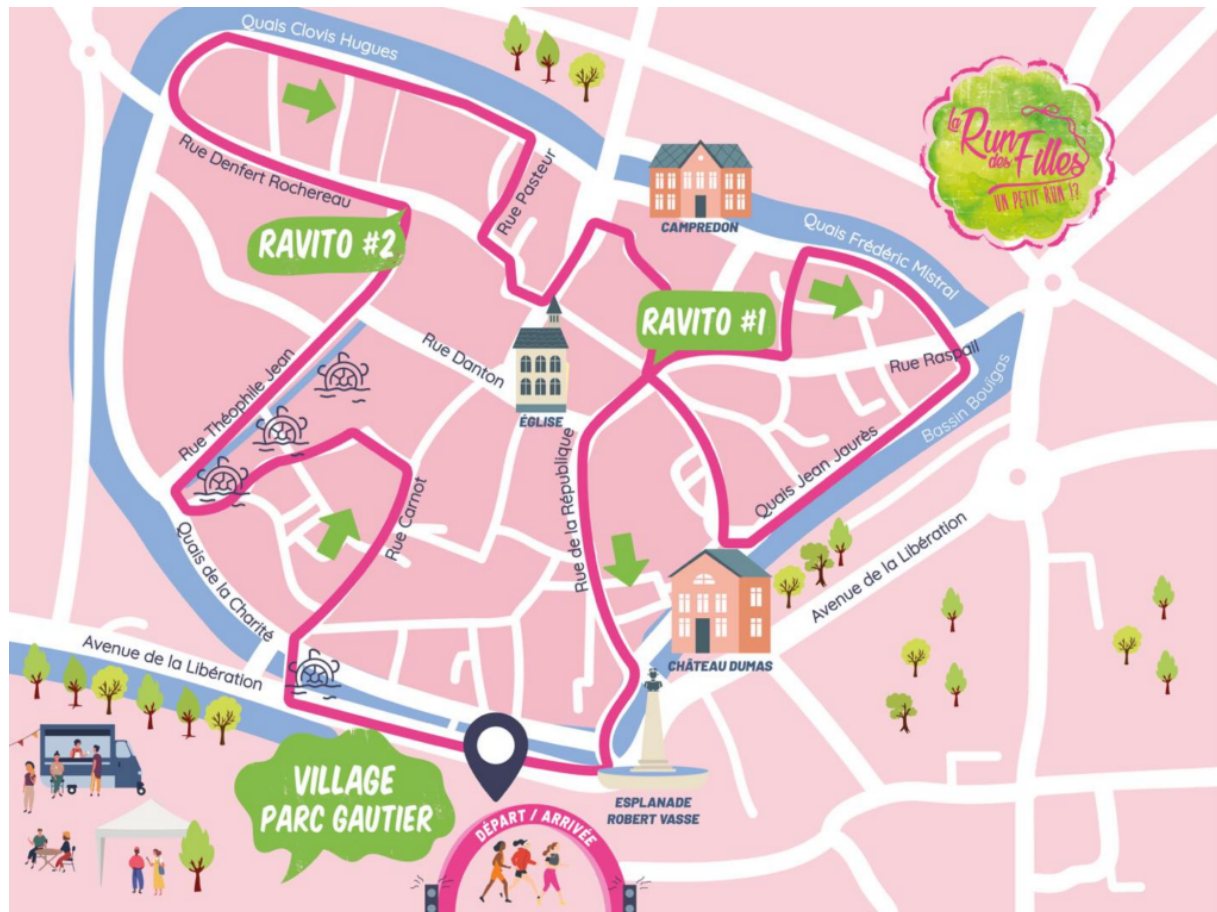 Quais Clovis Hugues
La
Run
des Filles
UN PETIT RUN !?
Rue Denfert Rochereau
Rue Pasteur
CAMPREDON
Quais Frédéric Mistral
RAVITO #2
RAVITO #1
Rue Danton
Rue Raspail
Bassin Bouigas
Rue Théophile Jean
ÉGLISE
Quais Jean Jaurès
Rue Carnot
Rue de la République
Quais de la Charité
Avenue de la Libération
CHÂTEAU DUMAS
Avenue de la Libération
VILLAGE
PARC GAUTIER
ESPLANADE
ROBERT VASSE
DÉPART / ARRIVÉE